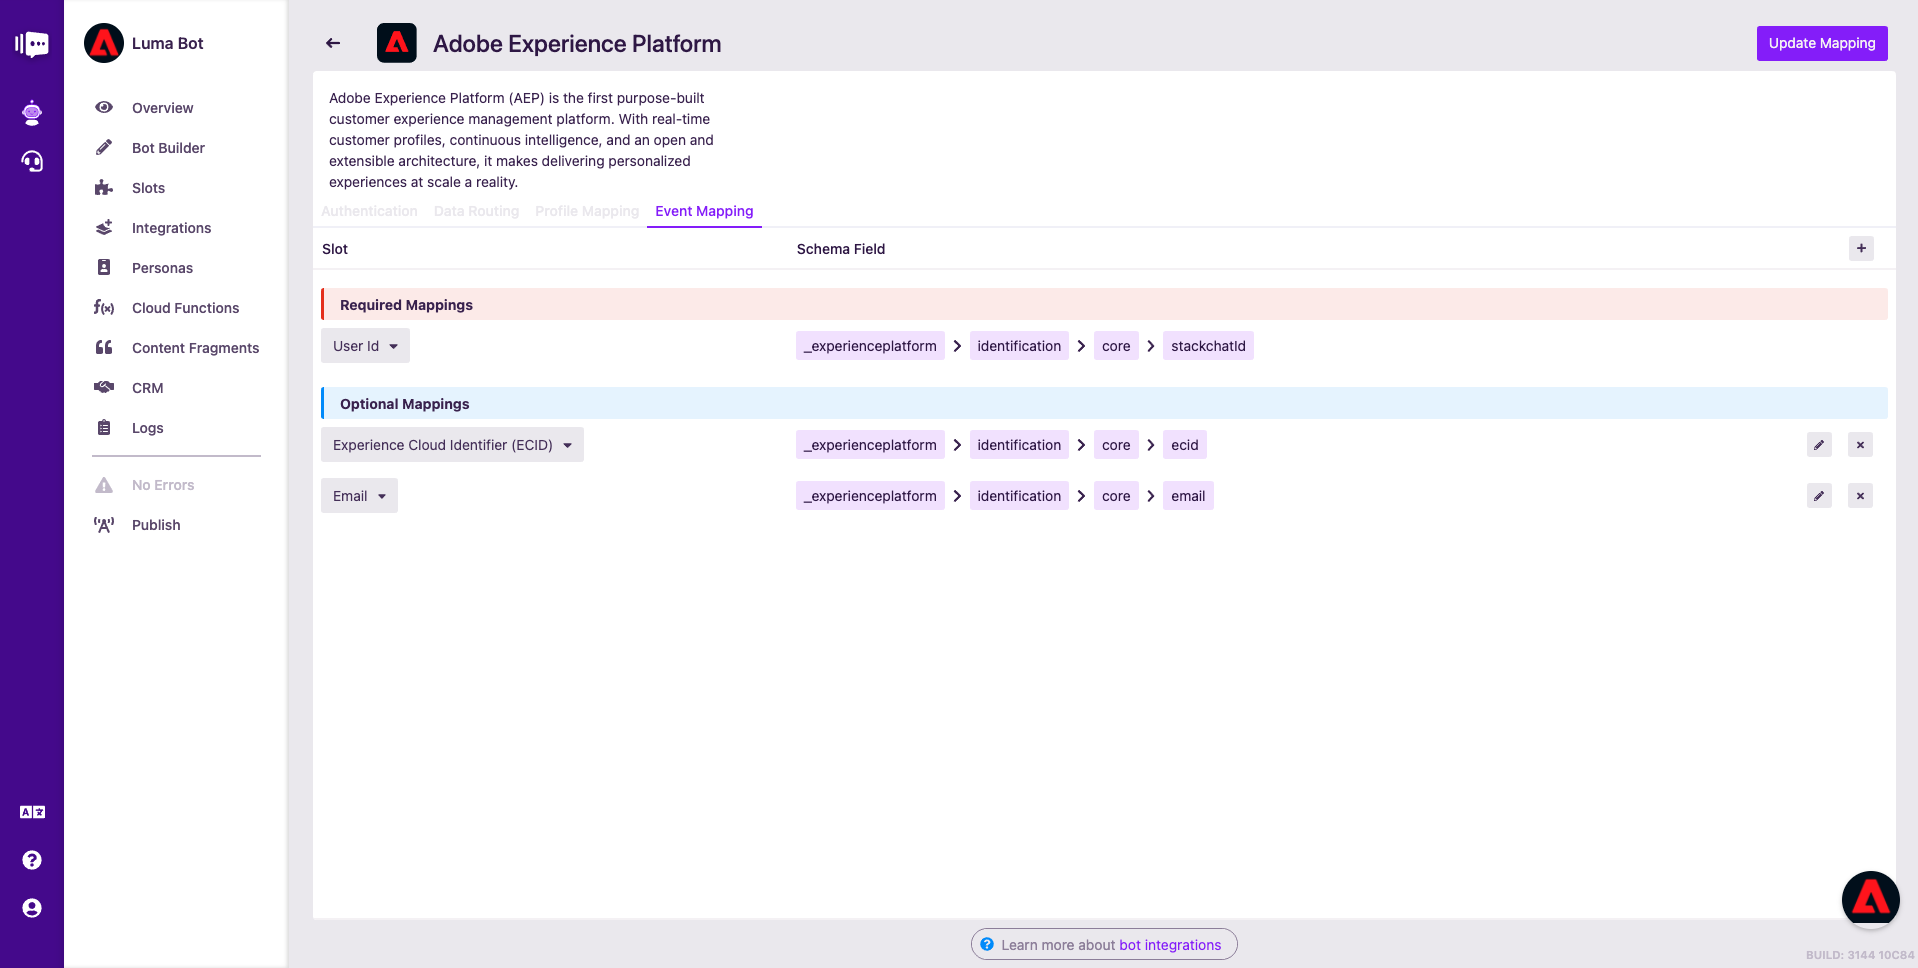 Luma Bot
Overview
Bot Builder
Slots
Integrations
Personas
Cloud Functions
Content Fragments
CRM
Logs
No Errors
Publish
Adobe Experience Platform
Update Mapping
Adobe Experience Platform (AEP) is the first purpose-built
customer experience management platform. With real-time
customer profiles, continuous intelligence, and an open and
extensible architecture, it makes delivering personalized
experiences at scale a reality.
Authentication Data Routing Profile Mapping Event Mapping
Slot Schema Field
Required Mappings
User Id _experienceplatform identification core stackchatId
Optional Mappings
Experience Cloud Identifier (ECID) _experienceplatform identification core ecid
Email _experienceplatform identification core email
Learn more about bot integrations
BUILD: 3144 10C84